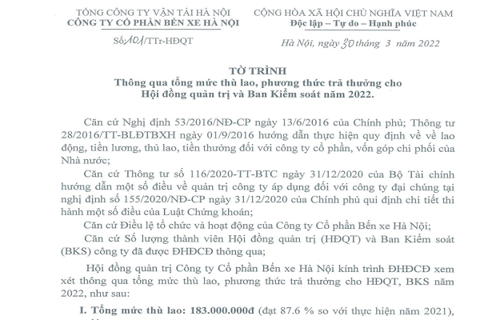 TỔNG CÔNG TY VẬN TẢI HÀ NỘI
CÔNG TY CỔ PHẦN BẾN XE HÀ NỘI
Số:101/TTr-HĐQT
CỘNG HÒA XÃ HỘI CHỦ NGHĨA VIỆT NAM
Độc lập – Tự do – Hạnh phúc
Hà Nội, ngày 30 tháng 3 năm 2022
TỜ TRÌNH
Thông qua tổng mức thù lao, phương thức trả thưởng cho
Hội đồng quản trị và Ban Kiểm soát năm 2022.
Căn cứ Nghị định 53/2016/NĐ-CP ngày 13/6/2016 của Chính phủ; Thông tư
28/2016/TT-BLĐTBXH ngày 01/9/2016 hướng dẫn thực hiện quy định về về lao
động, tiền lương, thù lao, tiền thưởng đối với công ty cổ phần, vốn góp chi phối của
Nhà nước;
Căn cứ Thông tư số 116/2020-TT-BTC ngày 31/12/2020 của Bộ Tài chính
hướng dẫn một số điều về quản trị công ty áp dụng đối với công ty đại chúng tại
nghị định số 155/2020/NĐ-CP ngày 31/12/2020 của Chính phủ qui định chi tiết thi
hành một số điều của Luật Chứng khoán;
Căn cứ Điều lệ tổ chức và hoạt động của Công ty Cổ phần Bến xe Hà Nội;
Căn cứ Số lượng thành viên Hội đồng quản trị (HĐQT) và Ban Kiểm soát
(BKS) công ty đã được ĐHĐCĐ thông qua;
Hội đồng quản trị Công ty Cổ phần Bến xe Hà Nội kính trình ĐHĐCĐ xem
xét thông qua tổng mức thù lao, phương thức trả thưởng cho HĐQT, BKS năm
2022, như sau:
I. Tổng mức thù lao: 183.000.000đ (đạt 87.6 % so với thực hiện năm 2021),